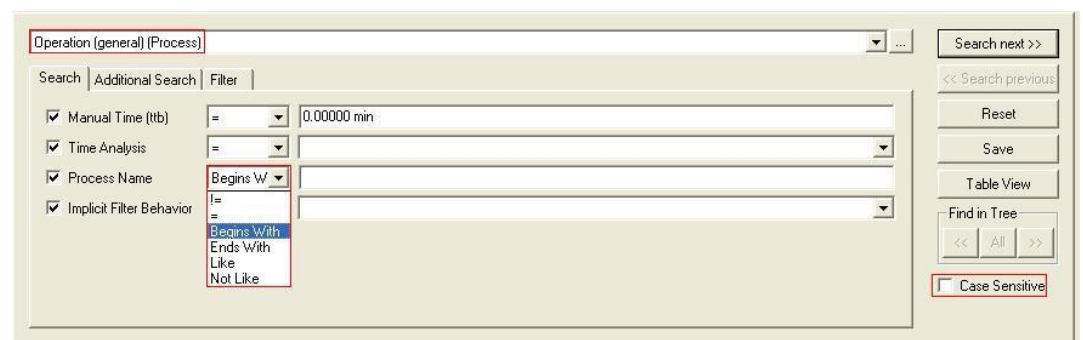 Operation (general) (Process)
...
Search next >>
Search Additional Search Filter
<< Search previous
Manual Time (ttb) = 0.00000 min
Reset
Time Analysis =
Save
Process Name Begins W
Table View
Implicit Filter Behavior
!=
=
Begins With
Ends With
Like
Not Like
Find in Tree
<< All >>
Case Sensitive